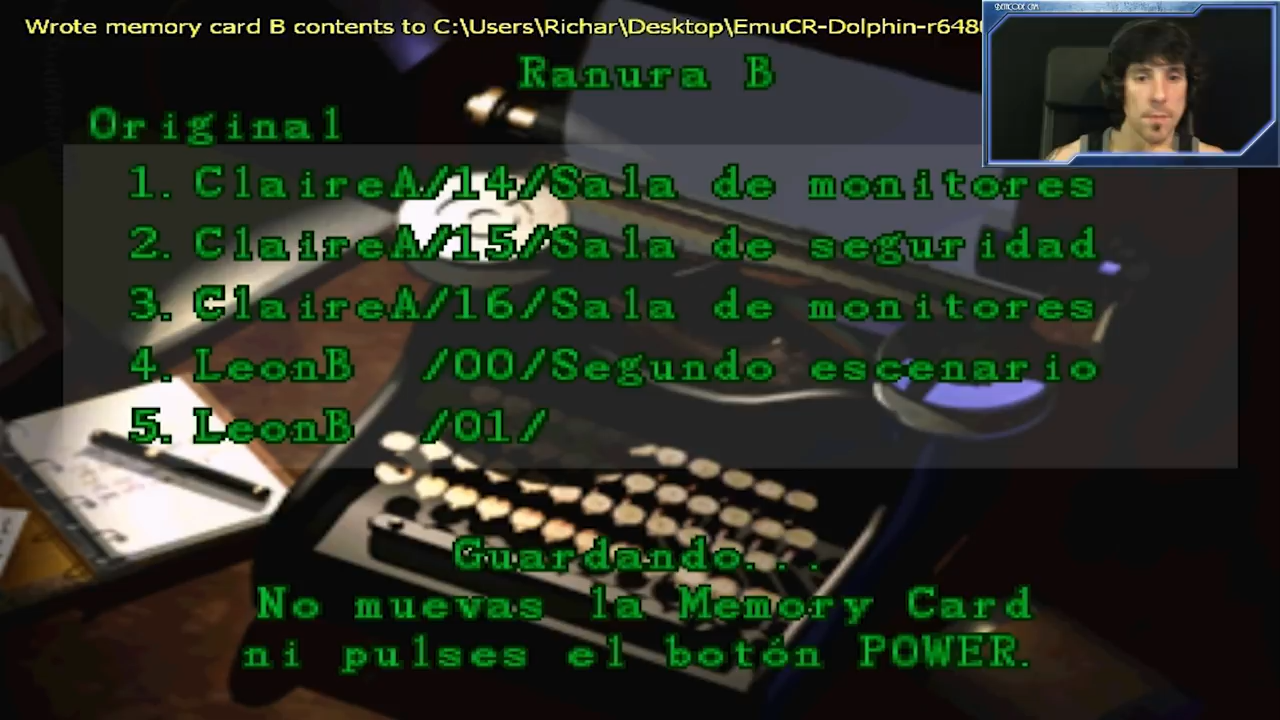 Wrote memory card B contents to C:\Users\Richar\Desktop\EmuCR-Dolphin-r648
Ranura B
Original
1. ClaireA/14/Sala de monitores
2. ClaireA/15/Sala de seguridad
3. ClaireA/16/Sala de monitores
4. LeonB /00/Segundo escenario
5. LeonB /01/
Guardando...
No muevas la Memory Card
ni pulses el botón POWER.